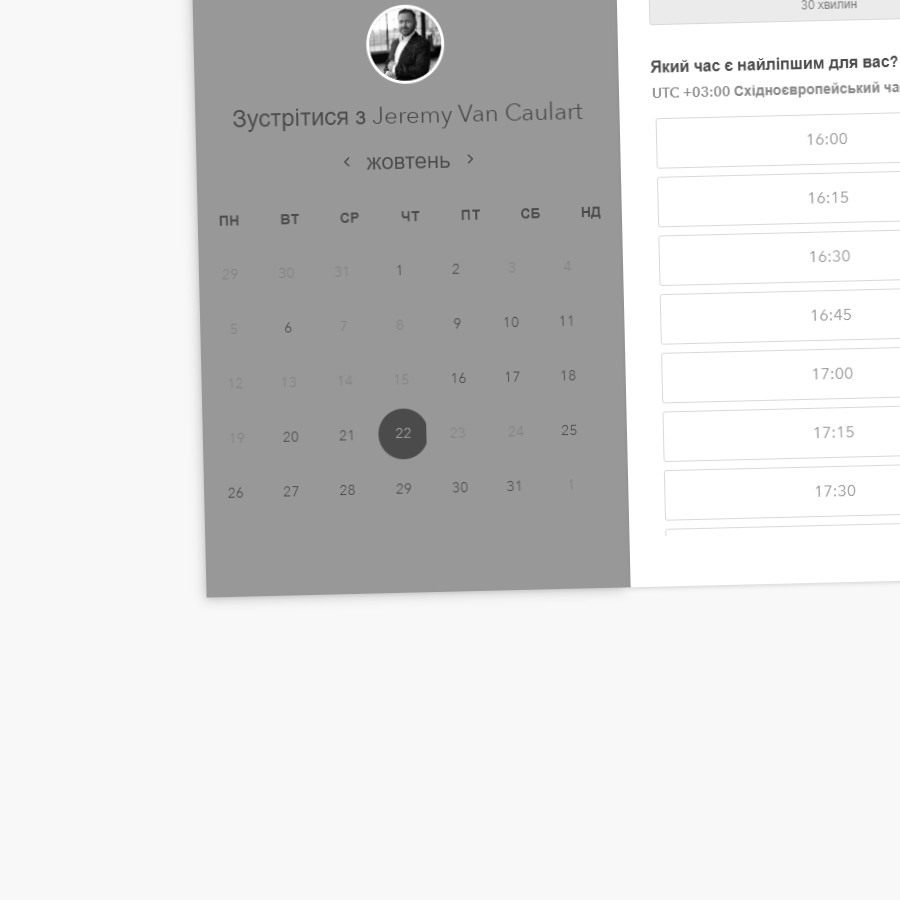 Зустрітися з Jeremy Van Caulart
жовтень
ПН ВТ СР ЧТ ПТ СБ НД
29 30 31 1 2 3 4
5 6 7 8 9 10 11
12 13 14 15 16 17 18
19 20 21 22 23 24 25
26 27 28 29 30 31 1
30 хвилин
Який час є найліпшим для вас?
UTC +03:00 Східноєвропейський
16:00
16:15
16:30
16:45
17:00
17:15
17:30